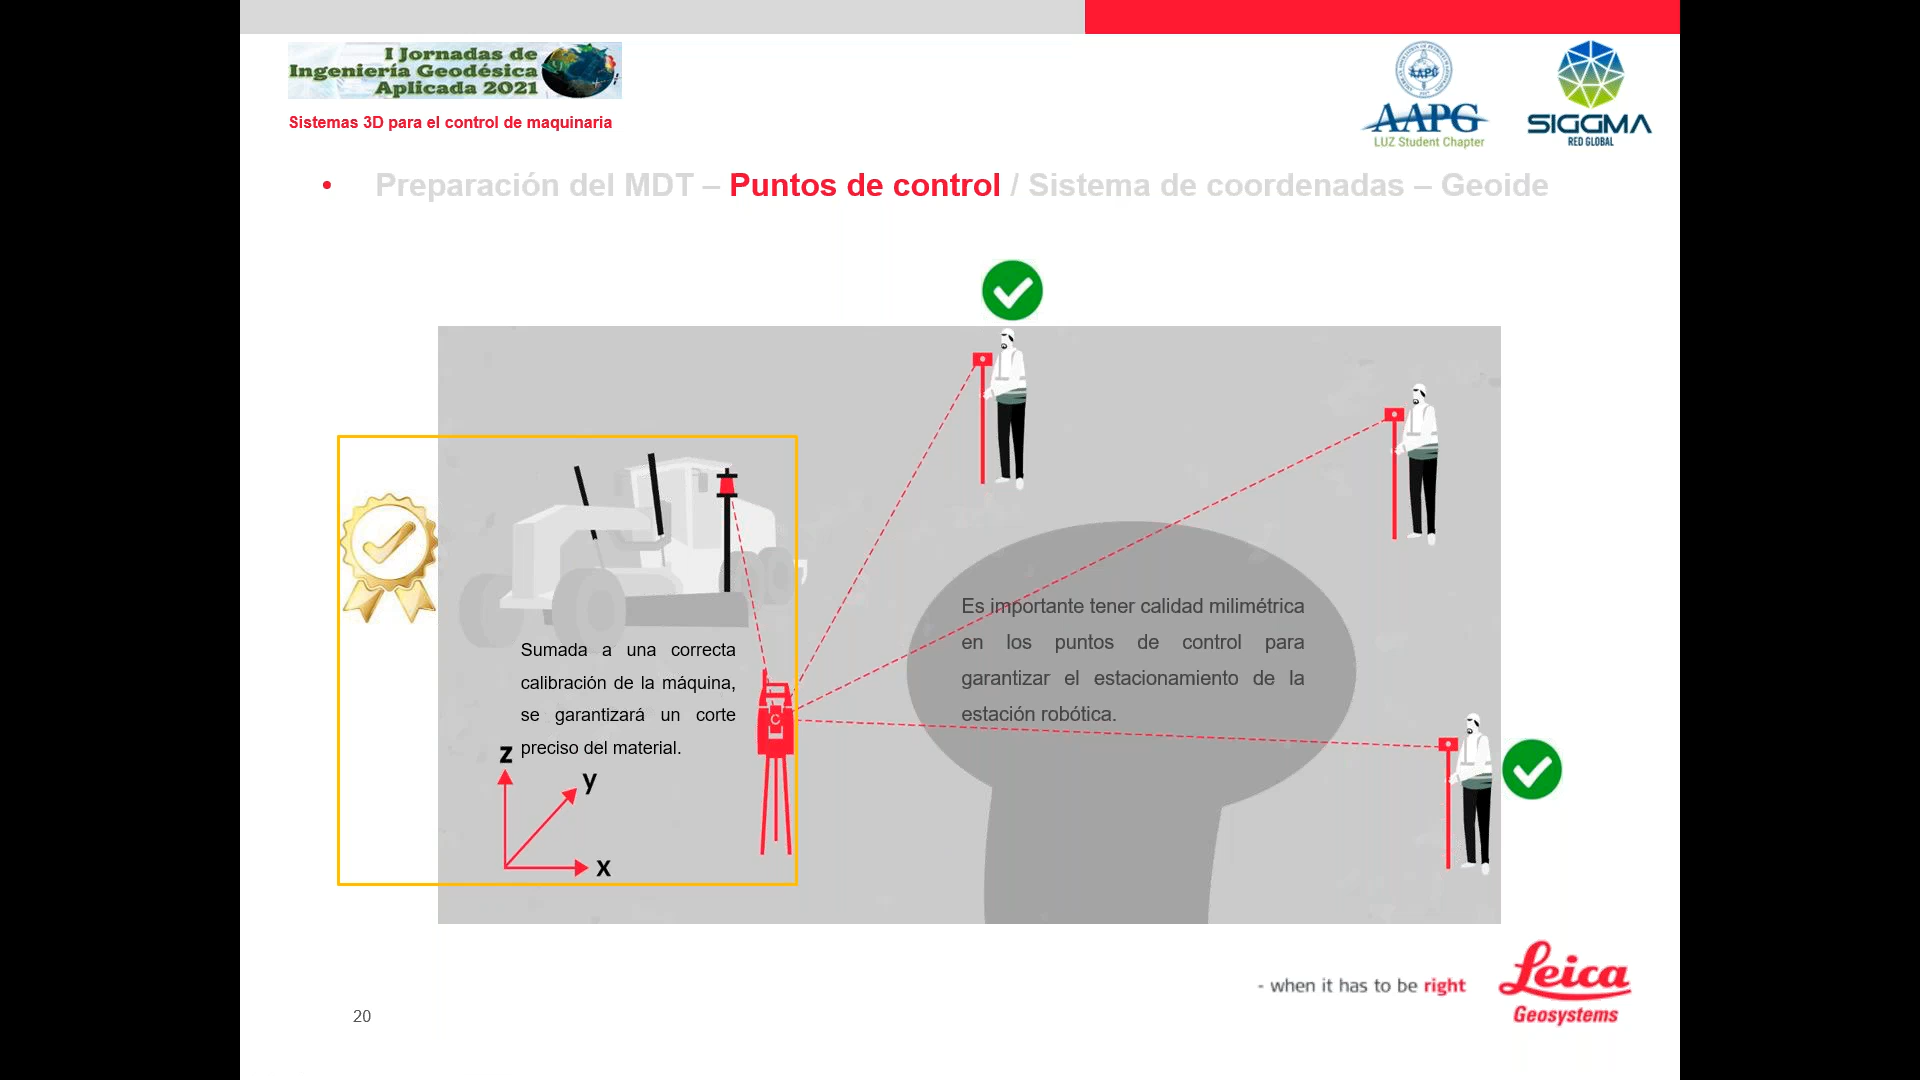 I Jornadas de
Ingeniería Geodésica
Aplicada 2021
Sistemas 3D para el control de maquinaria
AAPG
AAPG
LUZ Student Chapter
SIGGMA
RED GLOBAL
• Preparación del MDT – Puntos de control / Sistema de coordenadas – Geoide
Es importante tener calidad milimétrica
en los puntos de control para
garantizar el estacionamiento de la
estación robótica.
Sumada a una correcta
calibración de la máquina,
se garantizará un corte
preciso del material.
z
y
x
C
- when it has to be right
Leica
Geosystems
20